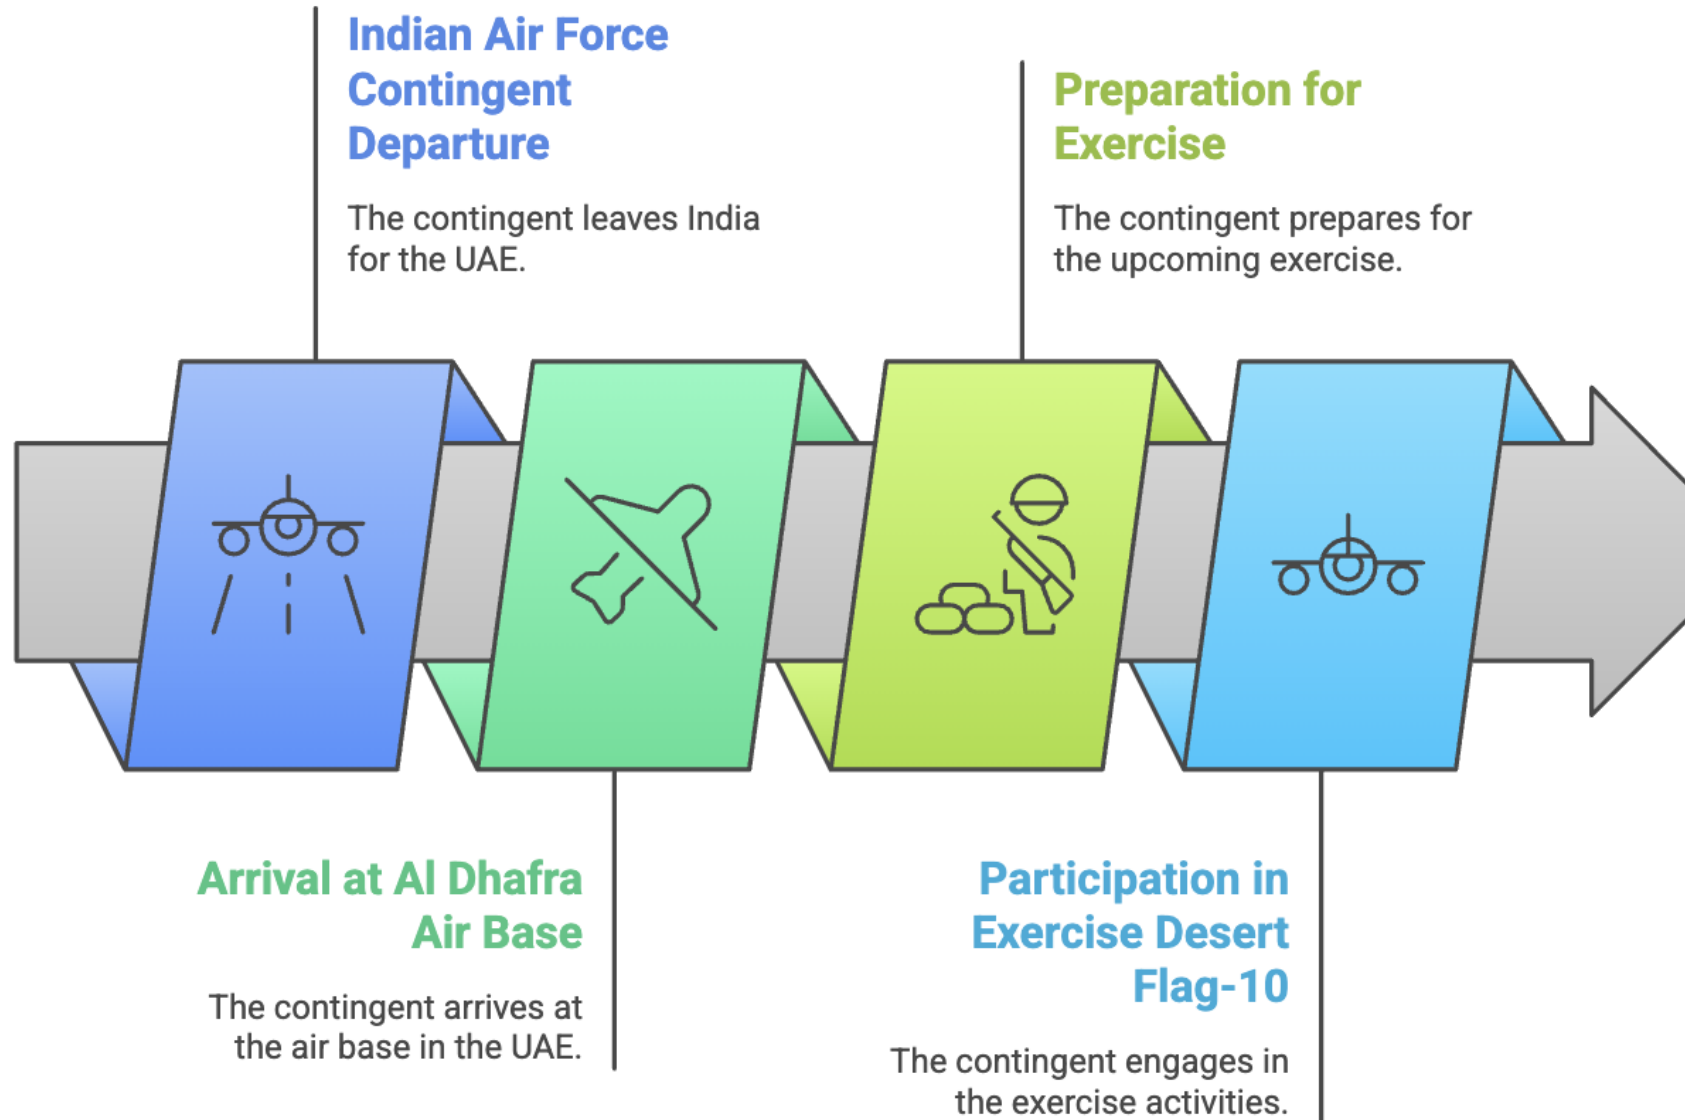 Indian Air Force
Contingent
Departure
The contingent leaves India
for the UAE.
Preparation for
Exercise
The contingent prepares for
the upcoming exercise.
Arrival at Al Dhafra
Air Base
The contingent arrives at
the air base in the UAE.
Participation in
Exercise Desert
Flag-10
The contingent engages in
the exercise activities.